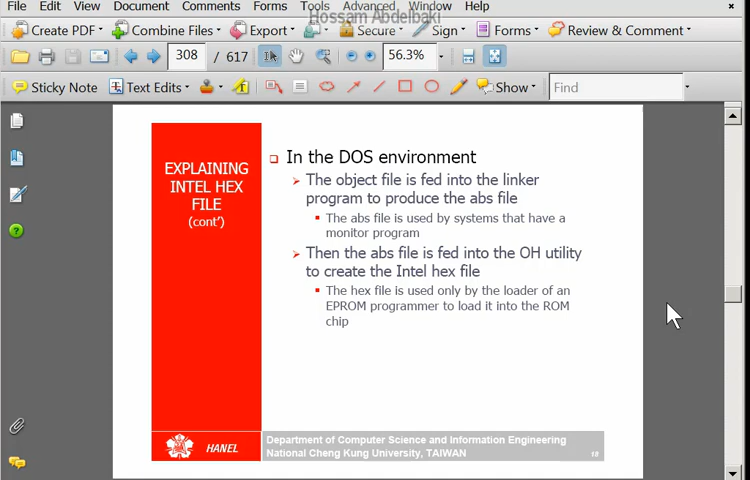 File Edit View Document Comments Forms Tools Advanced Window Help
Hossam Abdelbaki
Create PDF Combine Files Export Secure Sign Forms Review & Comment
308 / 617 56.3%
Sticky Note Text Edits Show Find
EXPLAINING
INTEL HEX
FILE
(cont')
In the DOS environment
The object file is fed into the linker
program to produce the abs file
The abs file is used by systems that have a
monitor program
Then the abs file is fed into the OH utility
to create the Intel hex file
The hex file is used only by the loader of an
EPROM programmer to load it into the ROM
chip
HANEL
Department of Computer Science and Information Engineering
National Cheng Kung University, TAIWAN
18